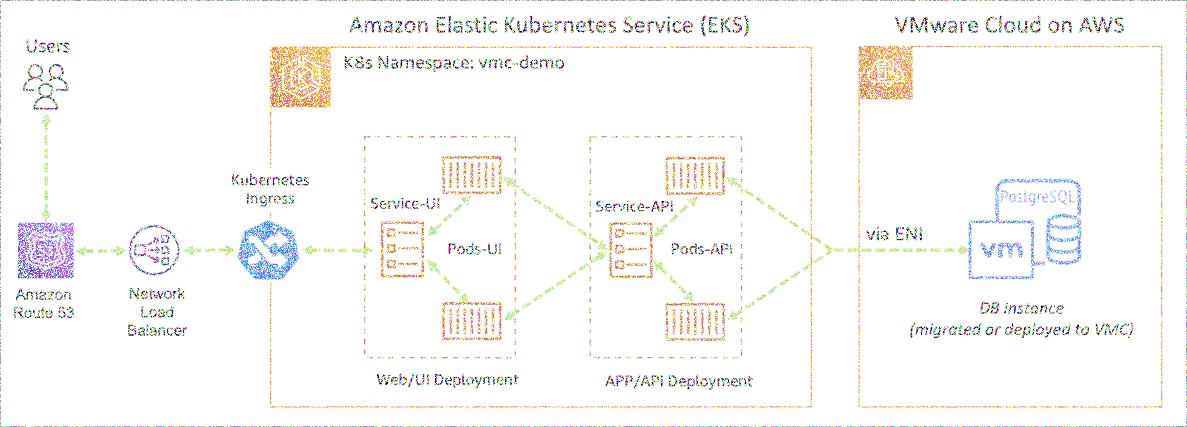 Amazon Elastic Kubernetes Service (EKS)
VMware Cloud on AWS
Users
K8s Namespace: vmc-demo
Kubernetes
Ingress
Service-UI
Pods-UI
Service-API
Pods-API
via ENI
PostgreSQL
vm
Amazon
Route 53
Network
Load
Balancer
DB instance
(migrated or deployed to VMC)
Web/UI Deployment
APP/API Deployment